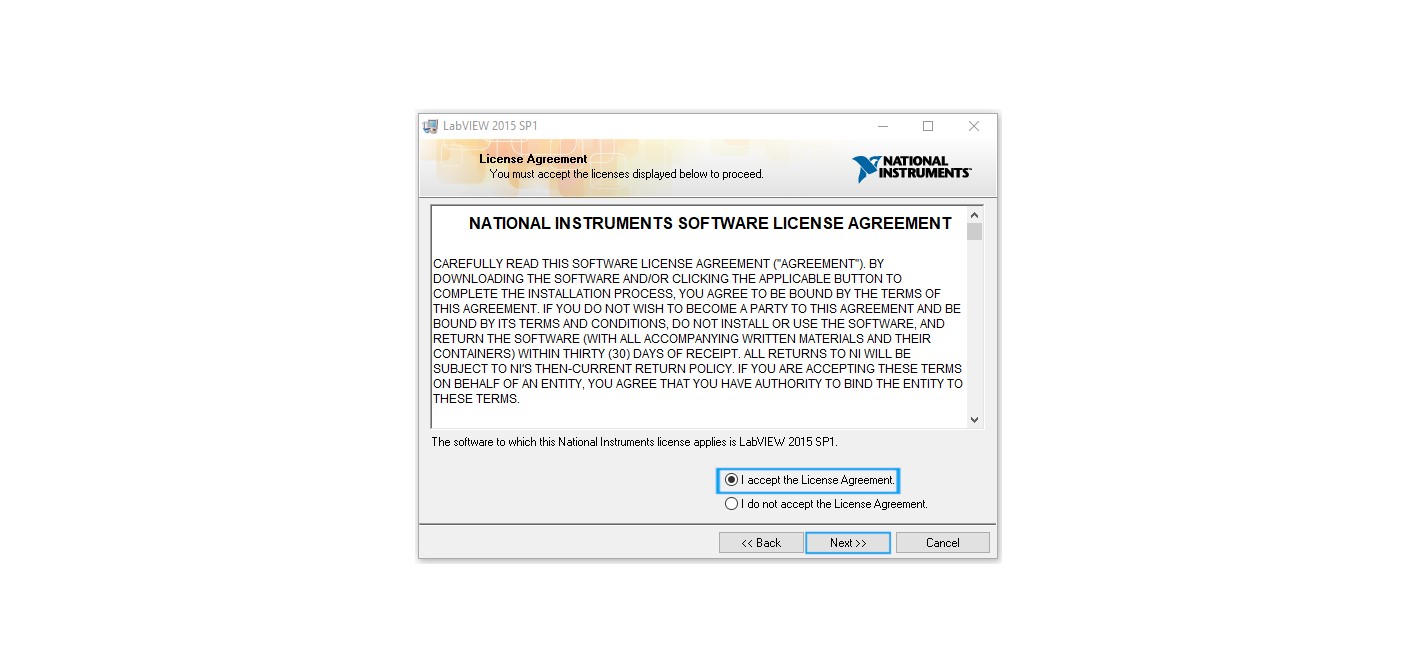 LabVIEW 2015 SP1
License Agreement
You must accept the licenses displayed below to proceed.
NATIONAL
INSTRUMENTS™
NATIONAL INSTRUMENTS SOFTWARE LICENSE AGREEMENT
CAREFULLY READ THIS SOFTWARE LICENSE AGREEMENT ("AGREEMENT"). BY
DOWNLOADING THE SOFTWARE AND/OR CLICKING THE APPLICABLE BUTTON TO
COMPLETE THE INSTALLATION PROCESS, YOU AGREE TO BE BOUND BY THE TERMS OF
THIS AGREEMENT. IF YOU DO NOT WISH TO BECOME A PARTY TO THIS AGREEMENT AND BE
BOUND BY ITS TERMS AND CONDITIONS, DO NOT INSTALL OR USE THE SOFTWARE, AND
RETURN THE SOFTWARE (WITH ALL ACCOMPANYING WRITTEN MATERIALS AND THEIR
CONTAINERS) WITHIN THIRTY (30) DAYS OF RECEIPT. ALL RETURNS TO NI WILL BE
SUBJECT TO NI'S THEN-CURRENT RETURN POLICY. IF YOU ARE ACCEPTING THESE TERMS
ON BEHALF OF AN ENTITY, YOU AGREE THAT YOU HAVE AUTHORITY TO BIND THE ENTITY TO
THESE TERMS.
The software to which this National Instruments license applies is LabVIEW 2015 SP1.
I accept the License Agreement.
I do not accept the License Agreement.
<< Back Next >> Cancel